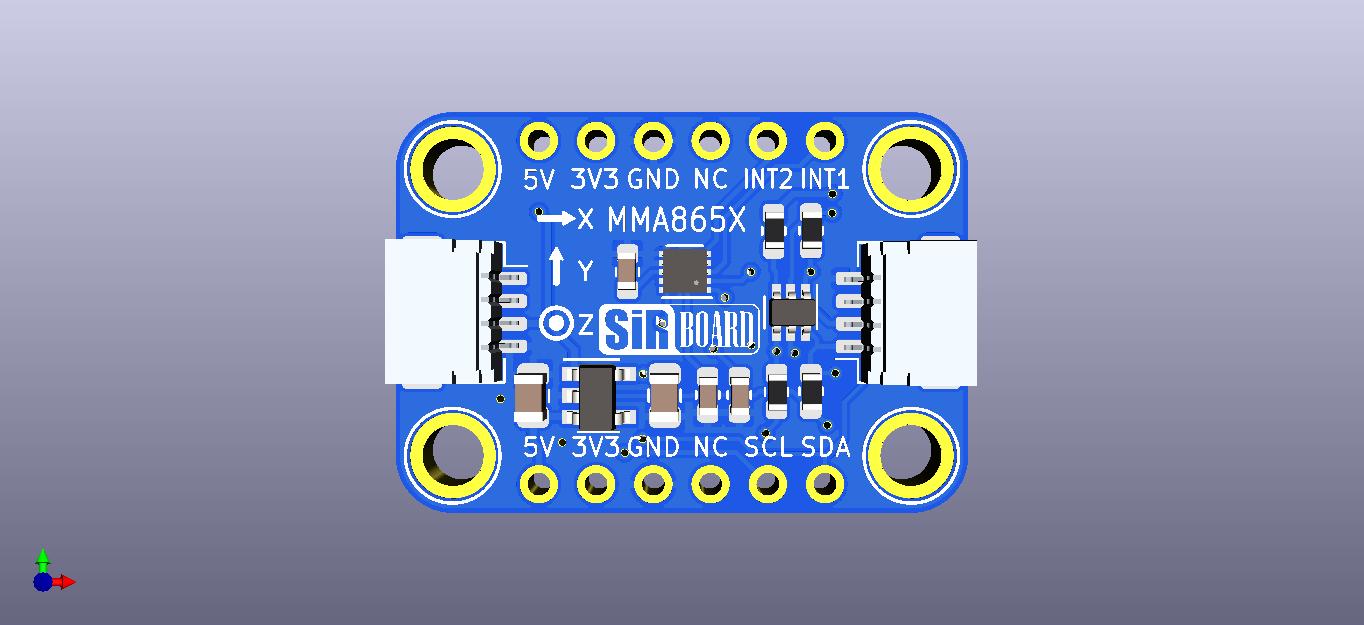 5V 3V3 GND NC INT2 INT1
X MMA865X
Y
Z SiR BOARD
5V 3V3 GND NC SCL SDA